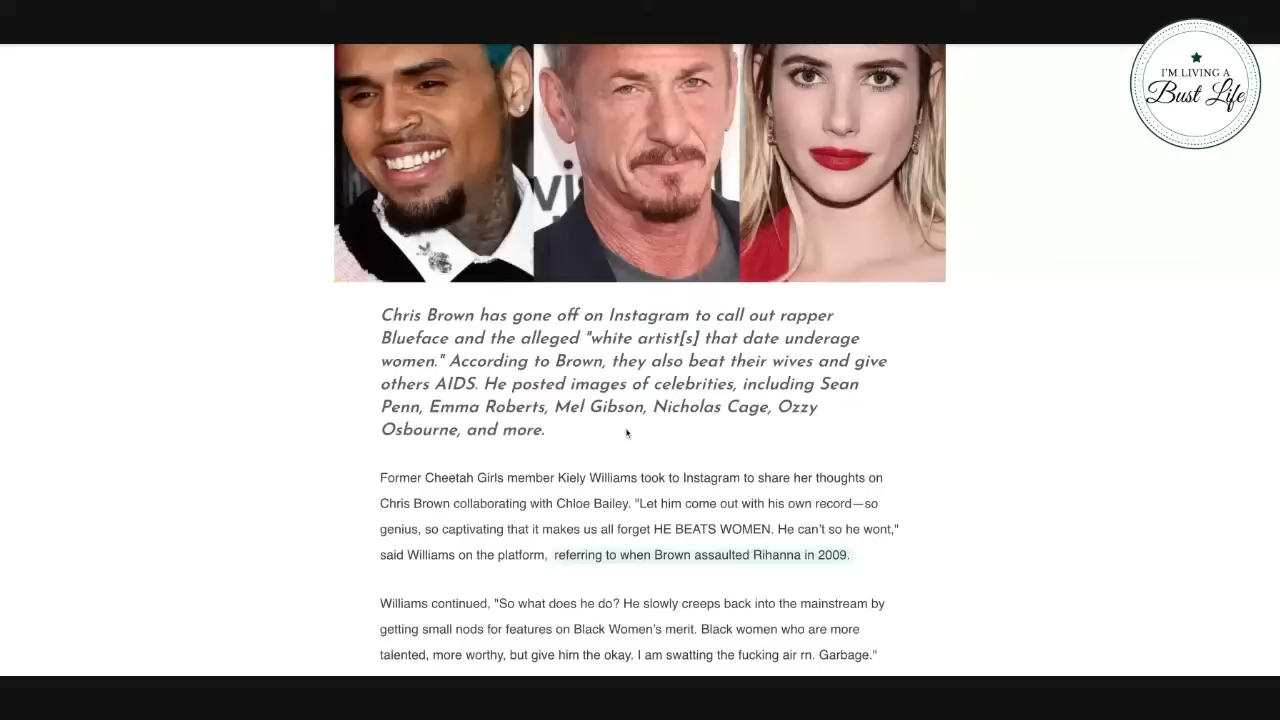 I'M LIVING A
Bust Life
vis
Chris Brown has gone off on Instagram to call out rapper
Blueface and the alleged "white artist[s] that date underage
women." According to Brown, they also beat their wives and give
others AIDS. He posted images of celebrities, including Sean
Penn, Emma Roberts, Mel Gibson, Nicholas Cage, Ozzy
Osbourne, and more.
Former Cheetah Girls member Kiely Williams took to Instagram to share her thoughts on
Chris Brown collaborating with Chloe Bailey. "Let him come out with his own record—so
genius, so captivating that it makes us all forget HE BEATS WOMEN. He can't so he wont,"
said Williams on the platform, referring to when Brown assaulted Rihanna in 2009.
Williams continued, "So what does he do? He slowly creeps back into the mainstream by
getting small nods for features on Black Women's merit. Black women who are more
talented, more worthy, but give him the okay. I am swatting the fucking air rn. Garbage."